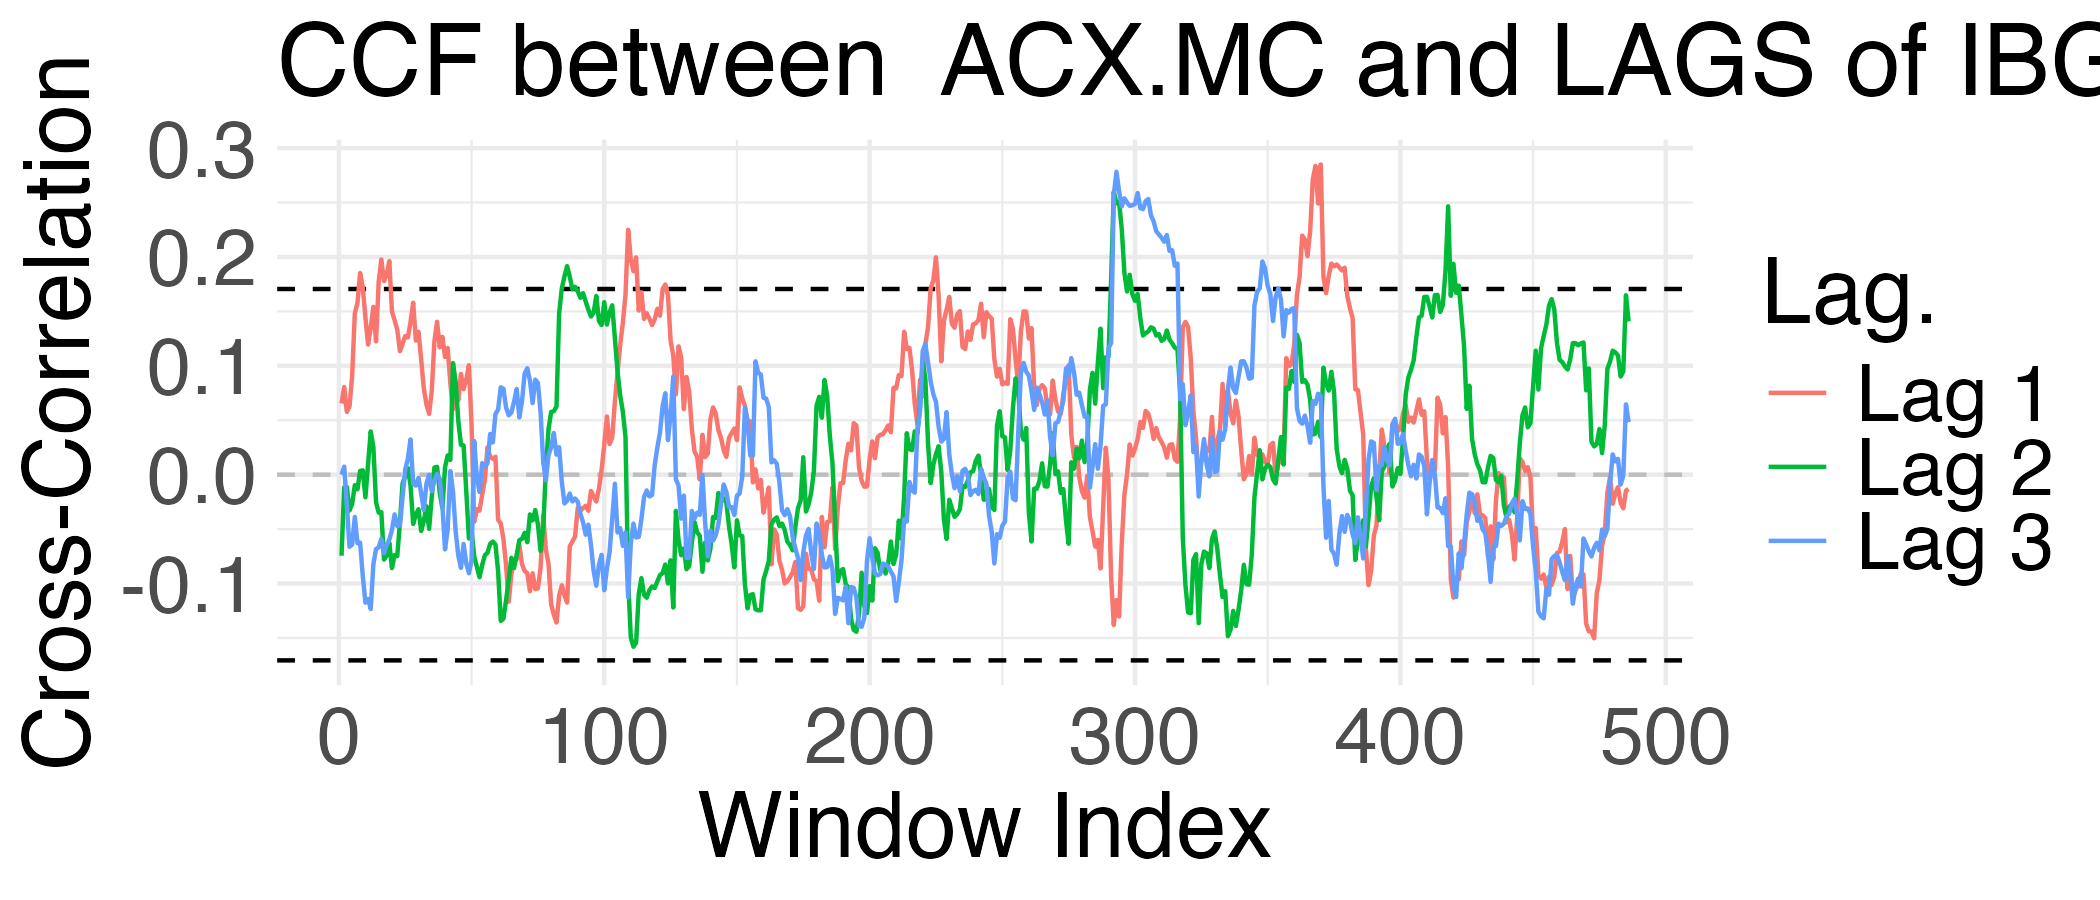 CCF between ACX.MC and LAGS of
Cross-Correlation
0.3
0.2
0.1
0.0
-0.1
0
100
200
300
400
500
Window Index
Lag.
Lag 1
Lag 2
Lag 3